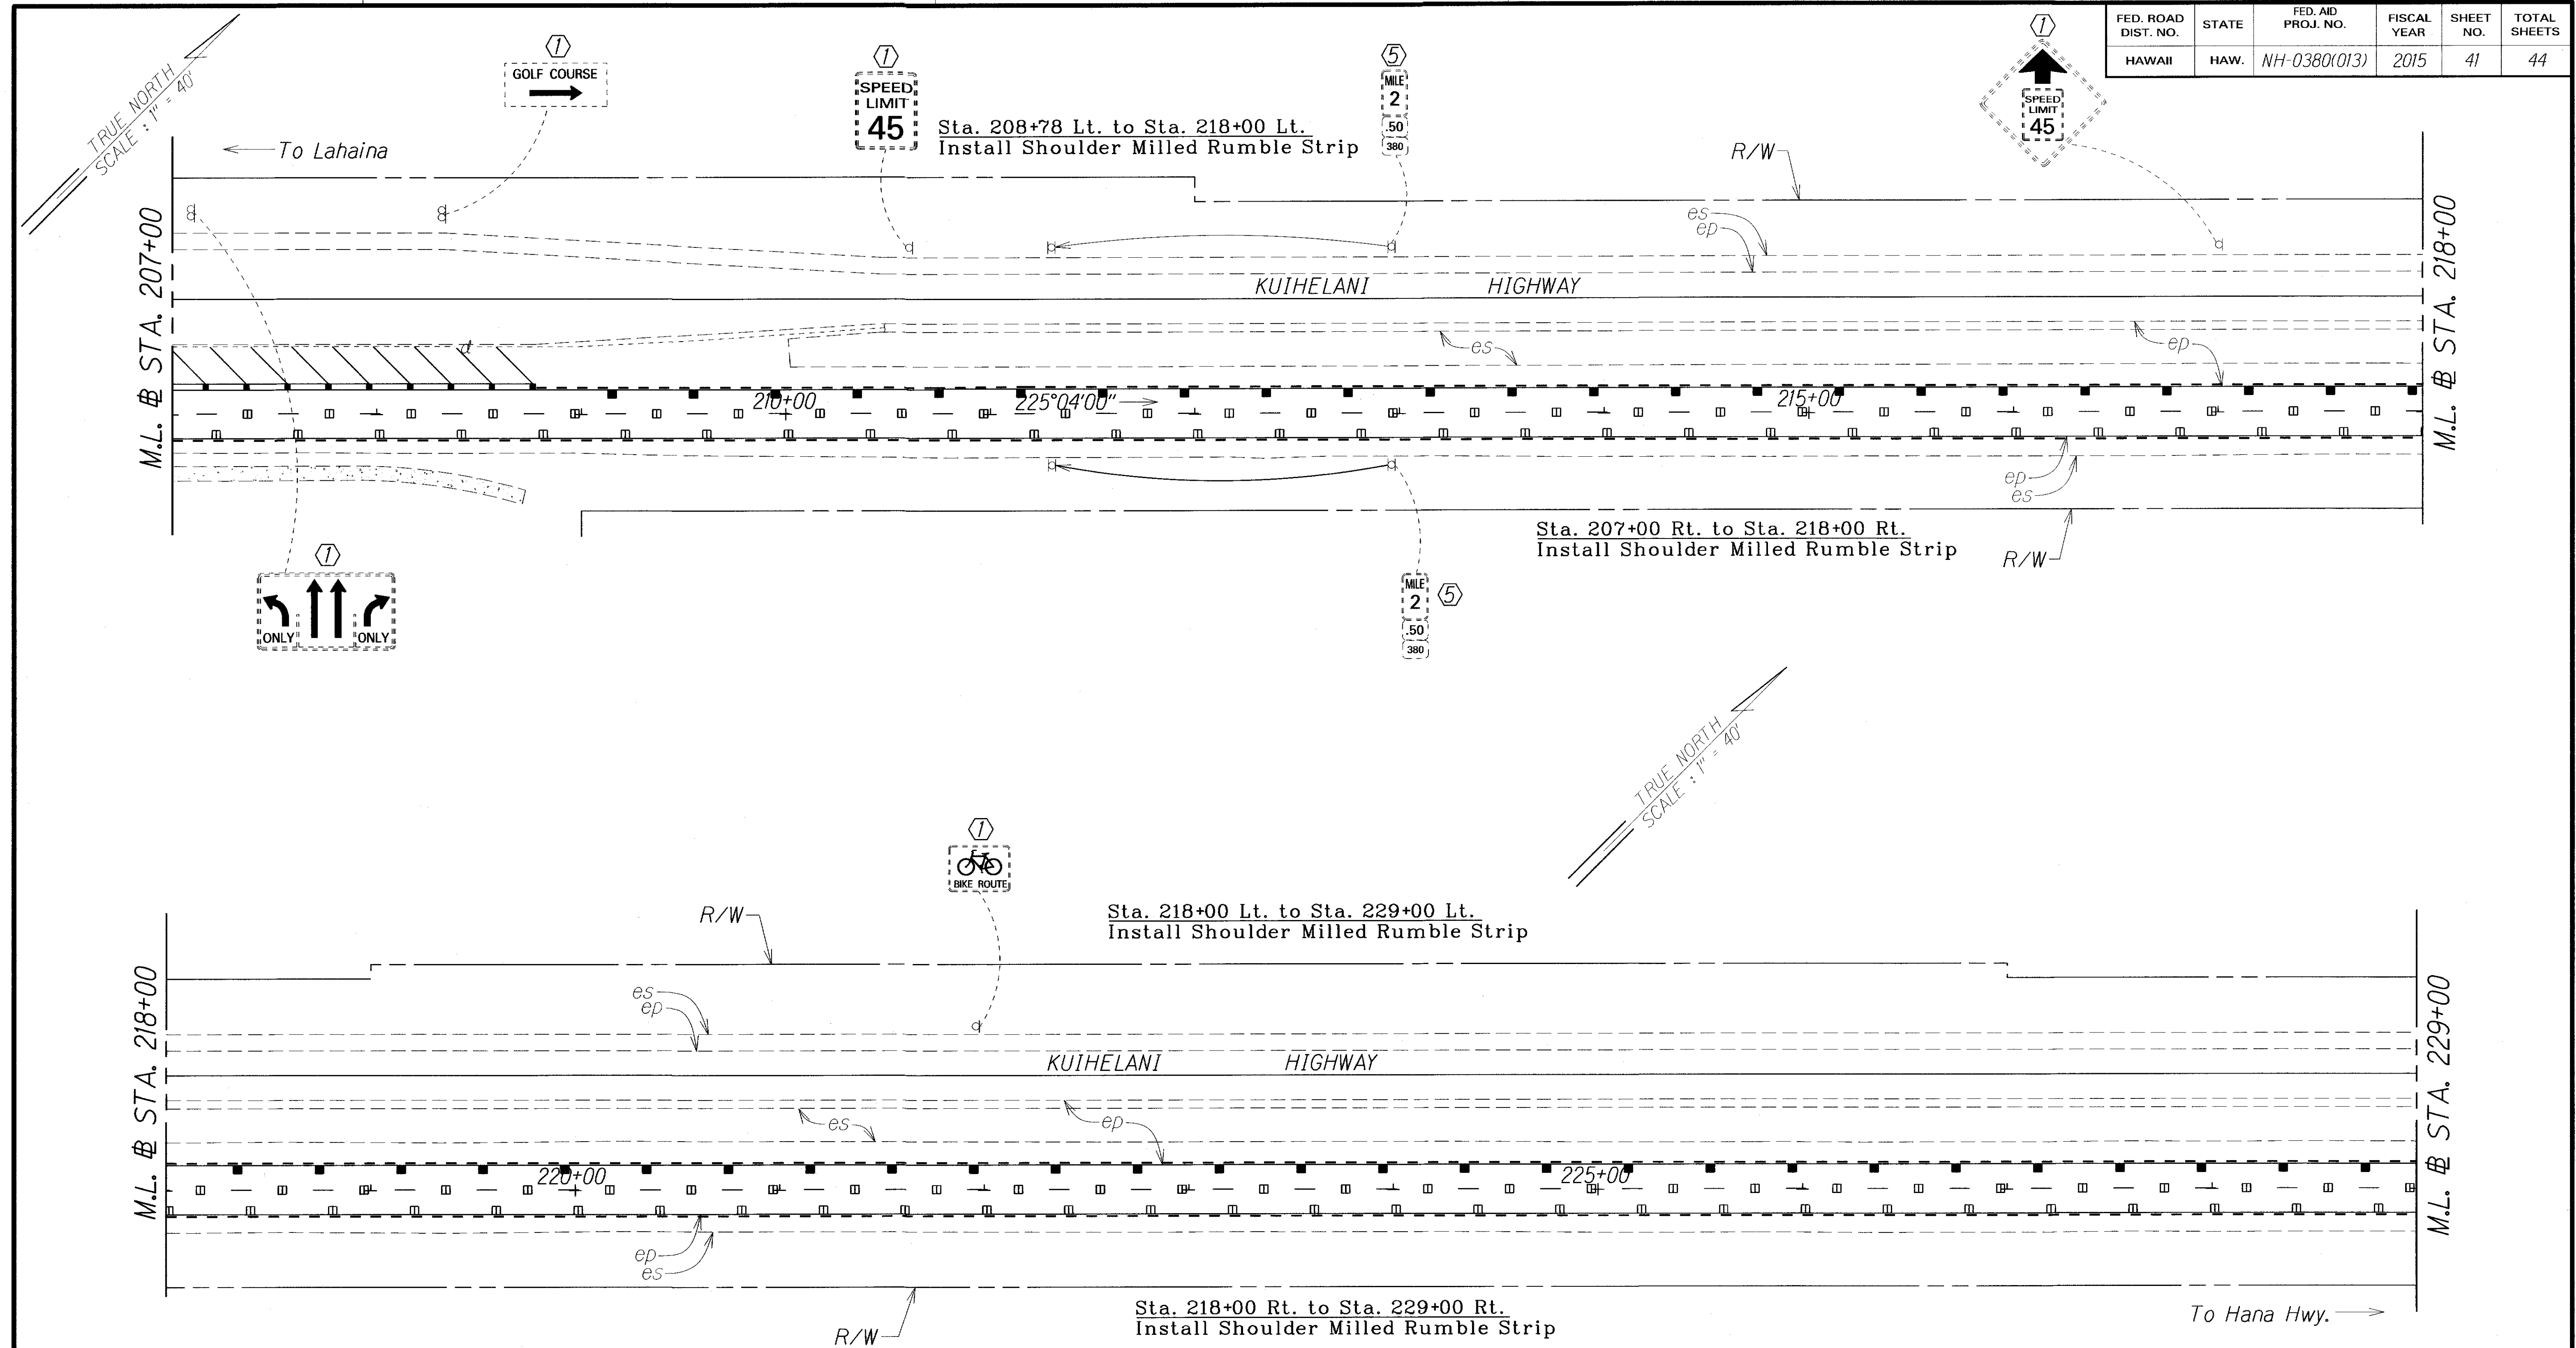 FED. ROAD DIST. NO. STATE FED. AID PROJ. NO. FISCAL YEAR SHEET NO. TOTAL SHEETS
HAWAII HAW. NH-0380(013) 2015 41 44
TRUE NORTH
SCALE : 1" = 40'
1
GOLF COURSE
1
SPEED
LIMIT
45
5
MILE
2
.50
380
1
SPEED
LIMIT
45
To Lahaina
Sta. 208+78 Lt. to Sta. 218+00 Lt.
Install Shoulder Milled Rumble Strip
R/W
es
ep
M.L. ⅊ STA. 207+00
KUIHELANI HIGHWAY
M.L. ⅊ STA. 218+00
d
es
ep
210+00
225°04'00"
215+00
ep
es
Sta. 207+00 Rt. to Sta. 218+00 Rt.
Install Shoulder Milled Rumble Strip
R/W
1
ONLY
ONLY
MILE
2
.50
380
5
TRUE NORTH
SCALE : 1" = 40'
1
BIKE ROUTE
R/W
Sta. 218+00 Lt. to Sta. 229+00 Lt.
Install Shoulder Milled Rumble Strip
es
ep
M.L. ⅊ STA. 218+00
KUIHELANI HIGHWAY
M.L. ⅊ STA. 229+00
es
ep
220+00
225+00
ep
es
R/W
Sta. 218+00 Rt. to Sta. 229+00 Rt.
Install Shoulder Milled Rumble Strip
To Hana Hwy.